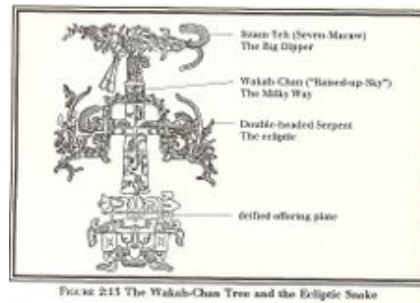 Itzam-Yeh (Seven-Macaw)
The Big Dipper
Wakah-Chan ("Raised-up-Sky")
The Milky Way
Double-headed Serpent
The ecliptic
deified offering plate
FIGURE 2:13 The Wakah-Chan Tree and the Ecliptic Snake